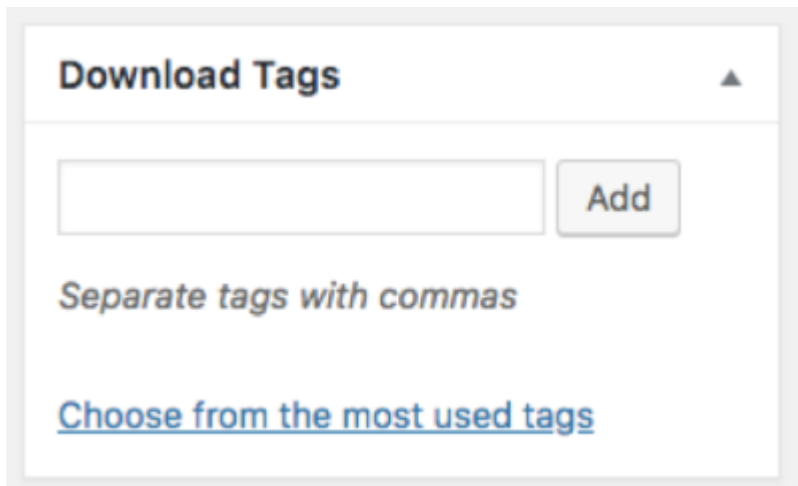 Download Tags
Add
Separate tags with commas
Choose from the most used tags